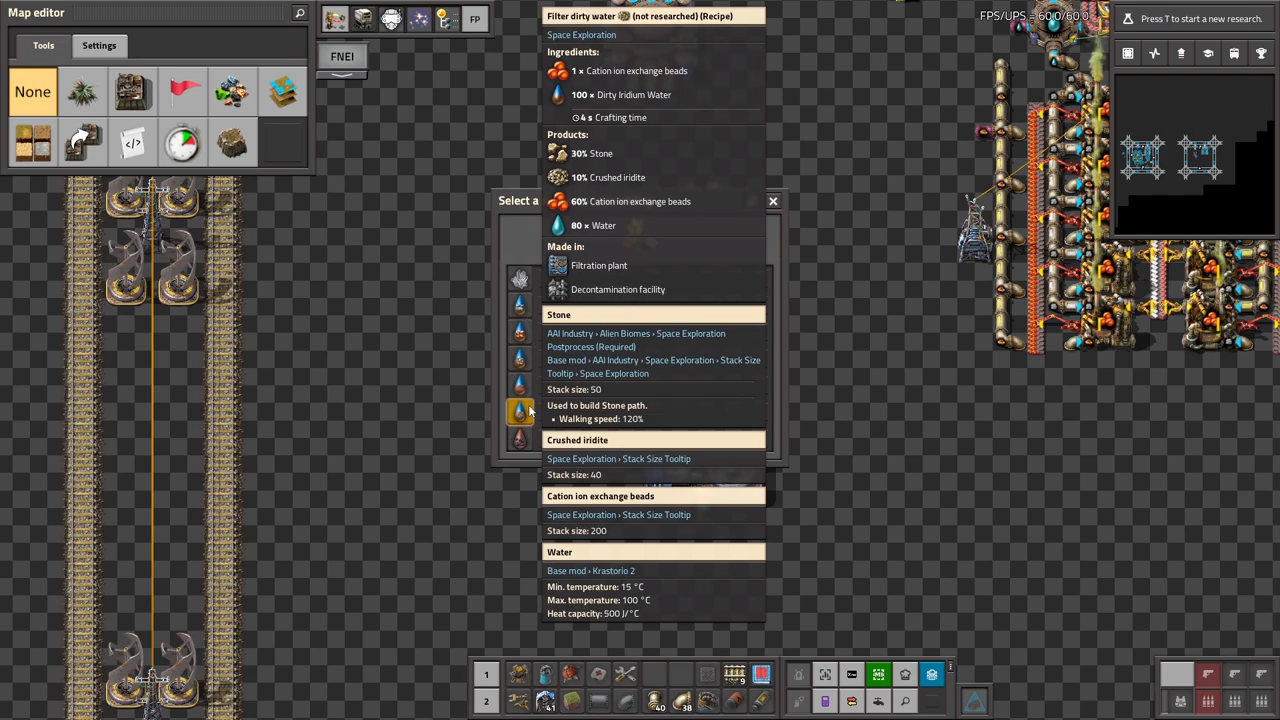 Map editor
Tools
Settings
None
FP
FNEI
Select a
Filter dirty water (not researched) (Recipe)
Space Exploration
Ingredients:
1 × Cation ion exchange beads
100 × Dirty Iridium Water
4 s Crafting time
Products:
30% Stone
10% Crushed iridite
60% Cation ion exchange beads
80 × Water
Made in:
Filtration plant
Decontamination facility
Stone
AAI Industry › Alien Biomes › Space Exploration
Postprocess (Required)
Base mod › AAI Industry › Space Exploration › Stack Size
Tooltip › Space Exploration
Stack size: 50
Used to build Stone path.
• Walking speed: 120%
Crushed iridite
Space Exploration › Stack Size Tooltip
Stack size: 40
Cation ion exchange beads
Space Exploration › Stack Size Tooltip
Stack size: 200
Water
Base mod › Krastorio 2
Min. temperature: 15 °C
Max. temperature: 100 °C
Heat capacity: 500 J/°C
FPS/UPS = 60.0/60.0
Press T to start a new research.
1
9
2
41
40
38